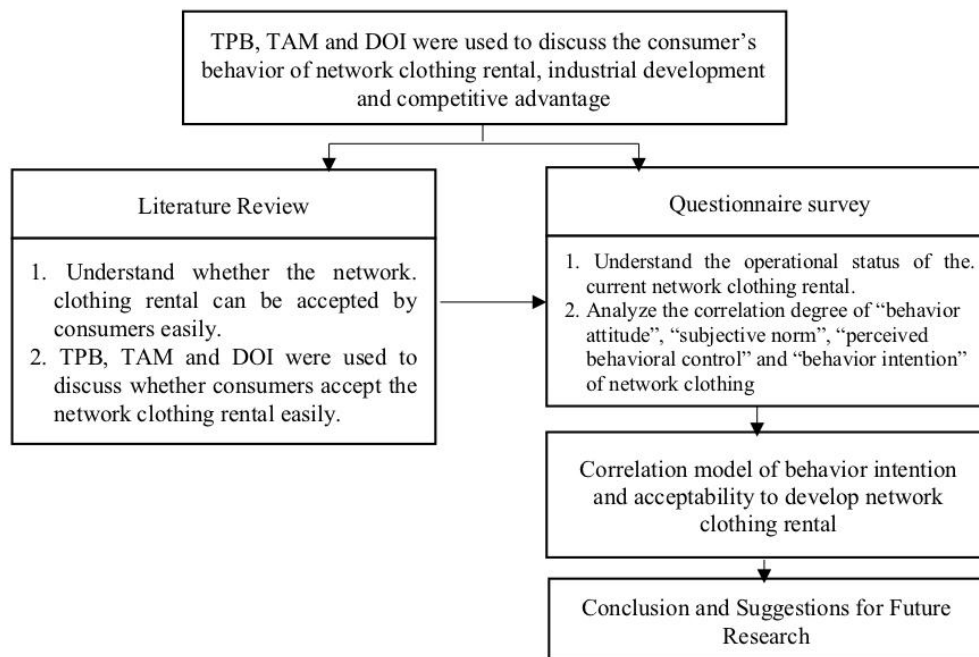 TPB, TAM and DOI were used to discuss the consumer's
behavior of network clothing rental, industrial development
and competitive advantage
Literature Review
1. Understand whether the network.
clothing rental can be accepted by
consumers easily.
2. TPB, TAM and DOI were used to
discuss whether consumers accept the
network clothing rental easily.
Questionnaire survey
1. Understand the operational status of the.
current network clothing rental.
2. Analyze the correlation degree of “behavior
attitude”, “subjective norm”, “perceived
behavioral control” and “behavior intention”
of network clothing
Correlation model of behavior intention
and acceptability to develop network
clothing rental
Conclusion and Suggestions for Future
Research